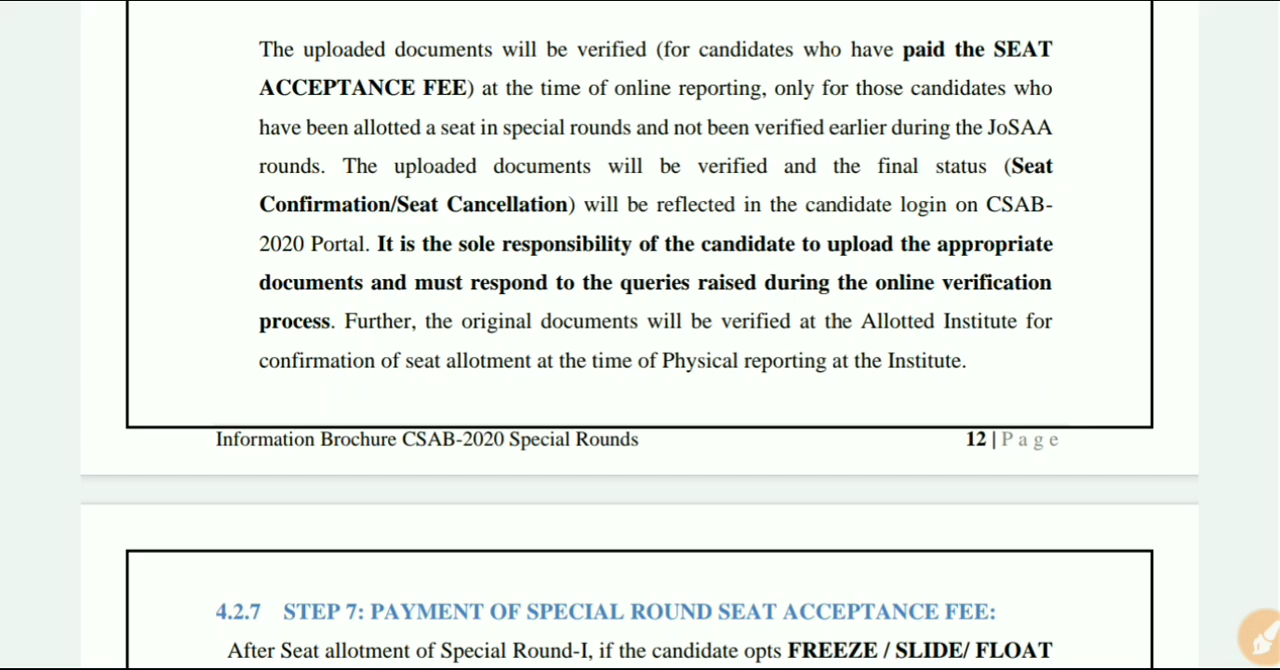 The uploaded documents will be verified (for candidates who have paid the SEAT
ACCEPTANCE FEE) at the time of online reporting, only for those candidates who
have been allotted a seat in special rounds and not been verified earlier during the JoSAA
rounds. The uploaded documents will be verified and the final status (Seat
Confirmation/Seat Cancellation) will be reflected in the candidate login on CSAB-
2020 Portal. It is the sole responsibility of the candidate to upload the appropriate
documents and must respond to the queries raised during the online verification
process. Further, the original documents will be verified at the Allotted Institute for
confirmation of seat allotment at the time of Physical reporting at the Institute.
Information Brochure CSAB-2020 Special Rounds 12 | P a g e
4.2.7 STEP 7: PAYMENT OF SPECIAL ROUND SEAT ACCEPTANCE FEE:
After Seat allotment of Special Round-I, if the candidate opts FREEZE / SLIDE/ FLOAT